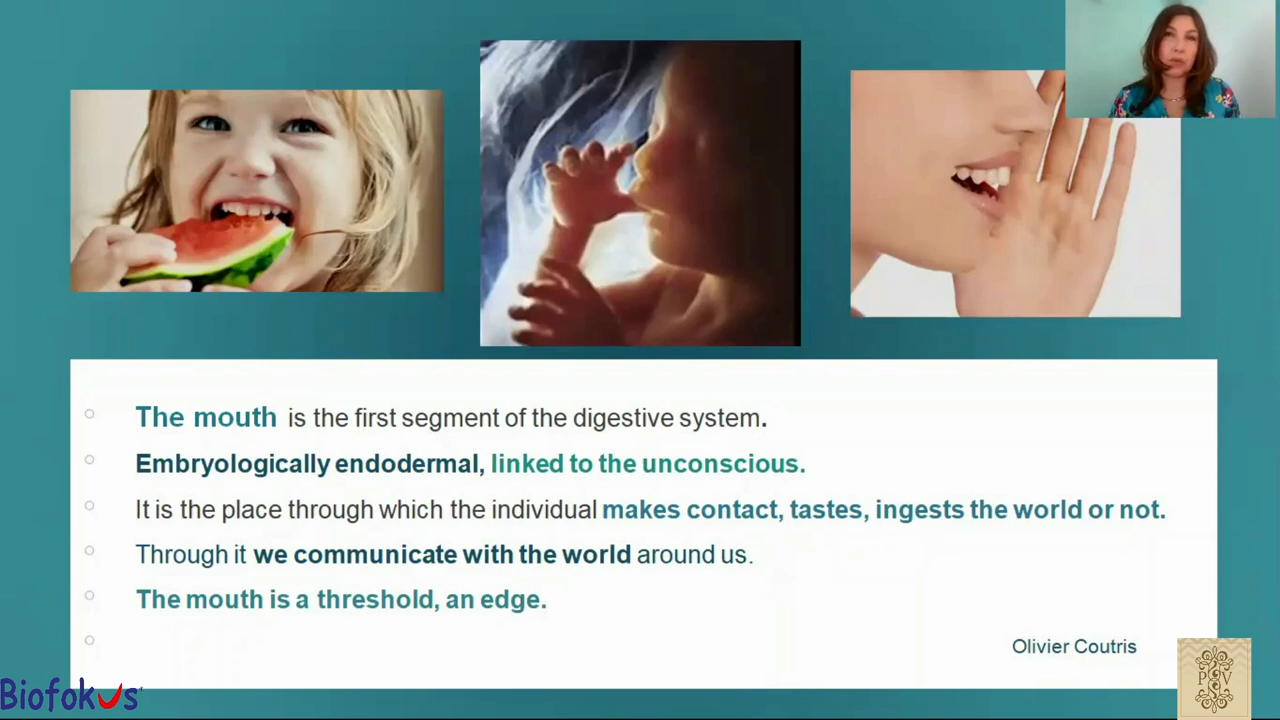 The mouth is the first segment of the digestive system.
Embryologically endodermal, linked to the unconscious.
It is the place through which the individual makes contact, tastes, ingests the world or not.
Through it we communicate with the world around us.
The mouth is a threshold, an edge.
Olivier Coutris
Biofokus
P V